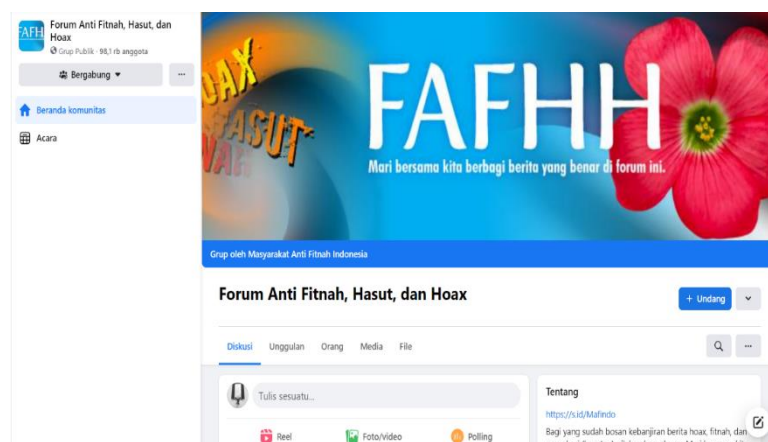 FAFH
Forum Anti Fitnah, Hasut, dan
Hoax
Grup Publik · 98,1 rb anggota
Bergabung
Beranda komunitas
Acara
HOAX
HASUT
FAFHH
Mari bersama kita berbagi berita yang benar di forum ini.
Grup oleh Masyarakat Anti Fitnah Indonesia
Forum Anti Fitnah, Hasut, dan Hoax
+ Undang
Diskusi Unggulan Orang Media File
Tulis sesuatu...
Reel Foto/video Polling
Tentang
https://s.id/Mafindo
Bagi yang sudah bosan kebanjiran berita hoax, fitnah, dan